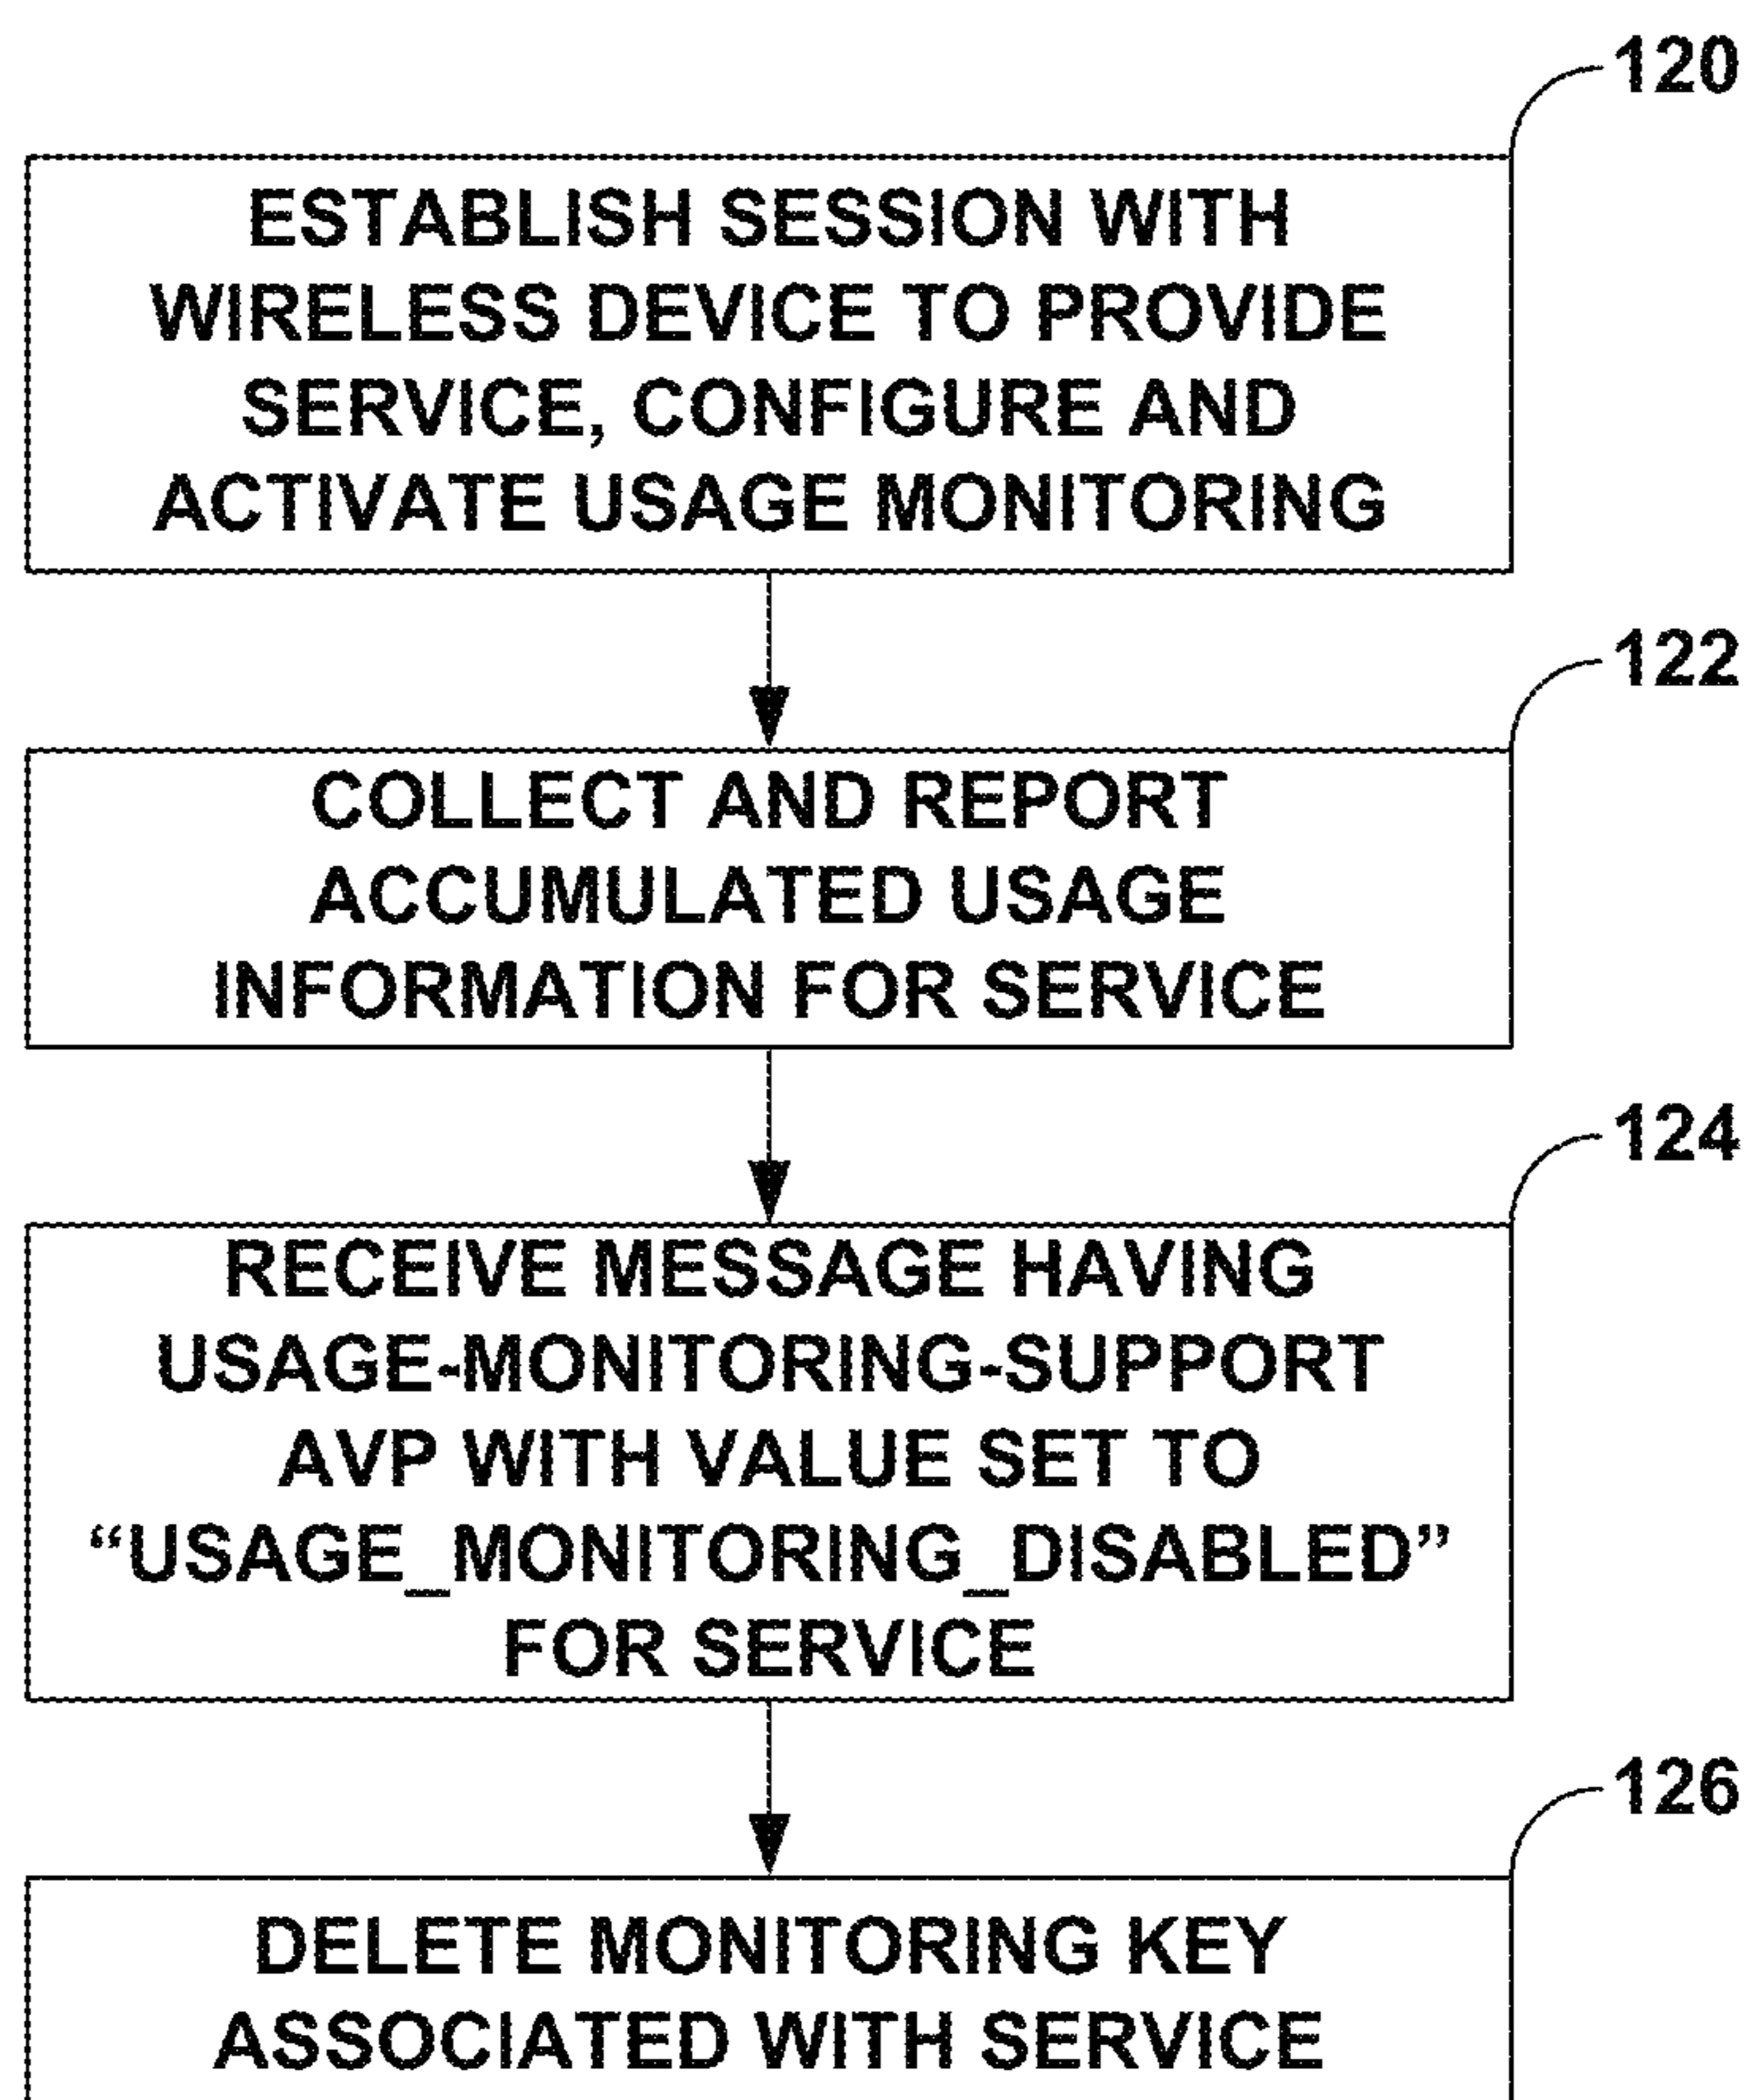 120
ESTABLISH SESSION WITH
WIRELESS DEVICE TO PROVIDE
SERVICE, CONFIGURE AND
ACTIVATE USAGE MONITORING
122
COLLECT AND REPORT
ACCUMULATED USAGE
INFORMATION FOR SERVICE
124
RECEIVE MESSAGE HAVING
USAGE-MONITORING-SUPPORT
AVP WITH VALUE SET TO
“USAGE_MONITORING_DISABLED”
FOR SERVICE
126
DELETE MONITORING KEY
ASSOCIATED WITH SERVICE